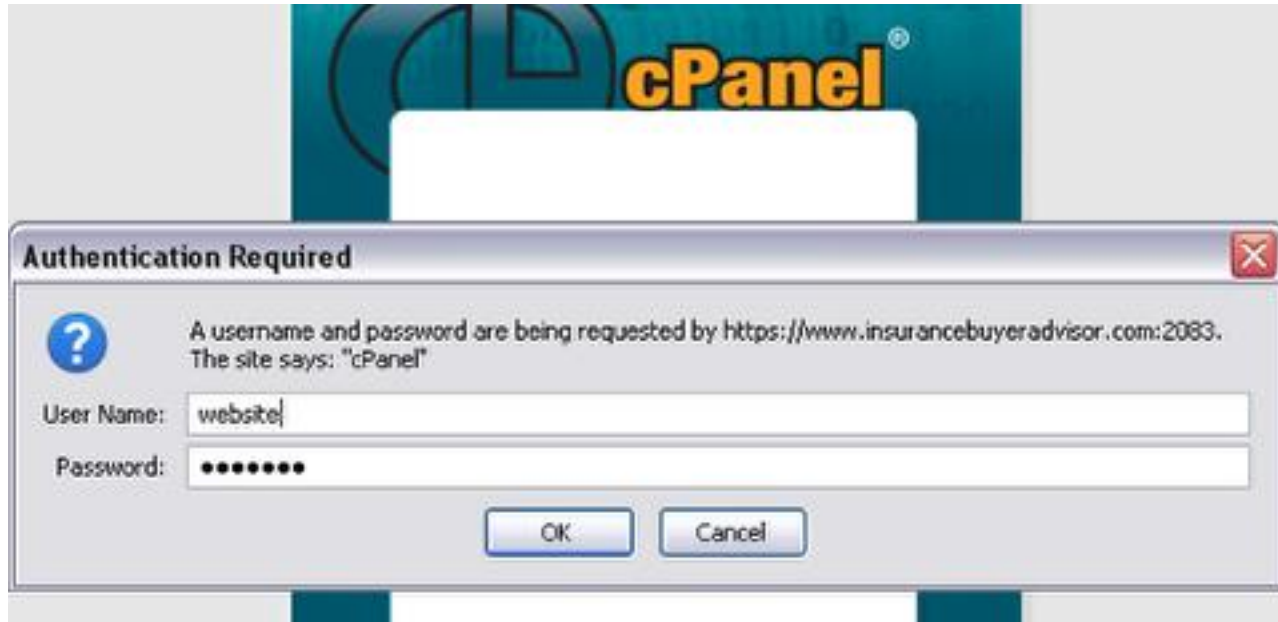 cPanel®
Authentication Required
A username and password are being requested by https://www.insurancebuyeradvisor.com:2083.
The site says: "cPanel"
User Name: website
Password: •••••••
OK Cancel